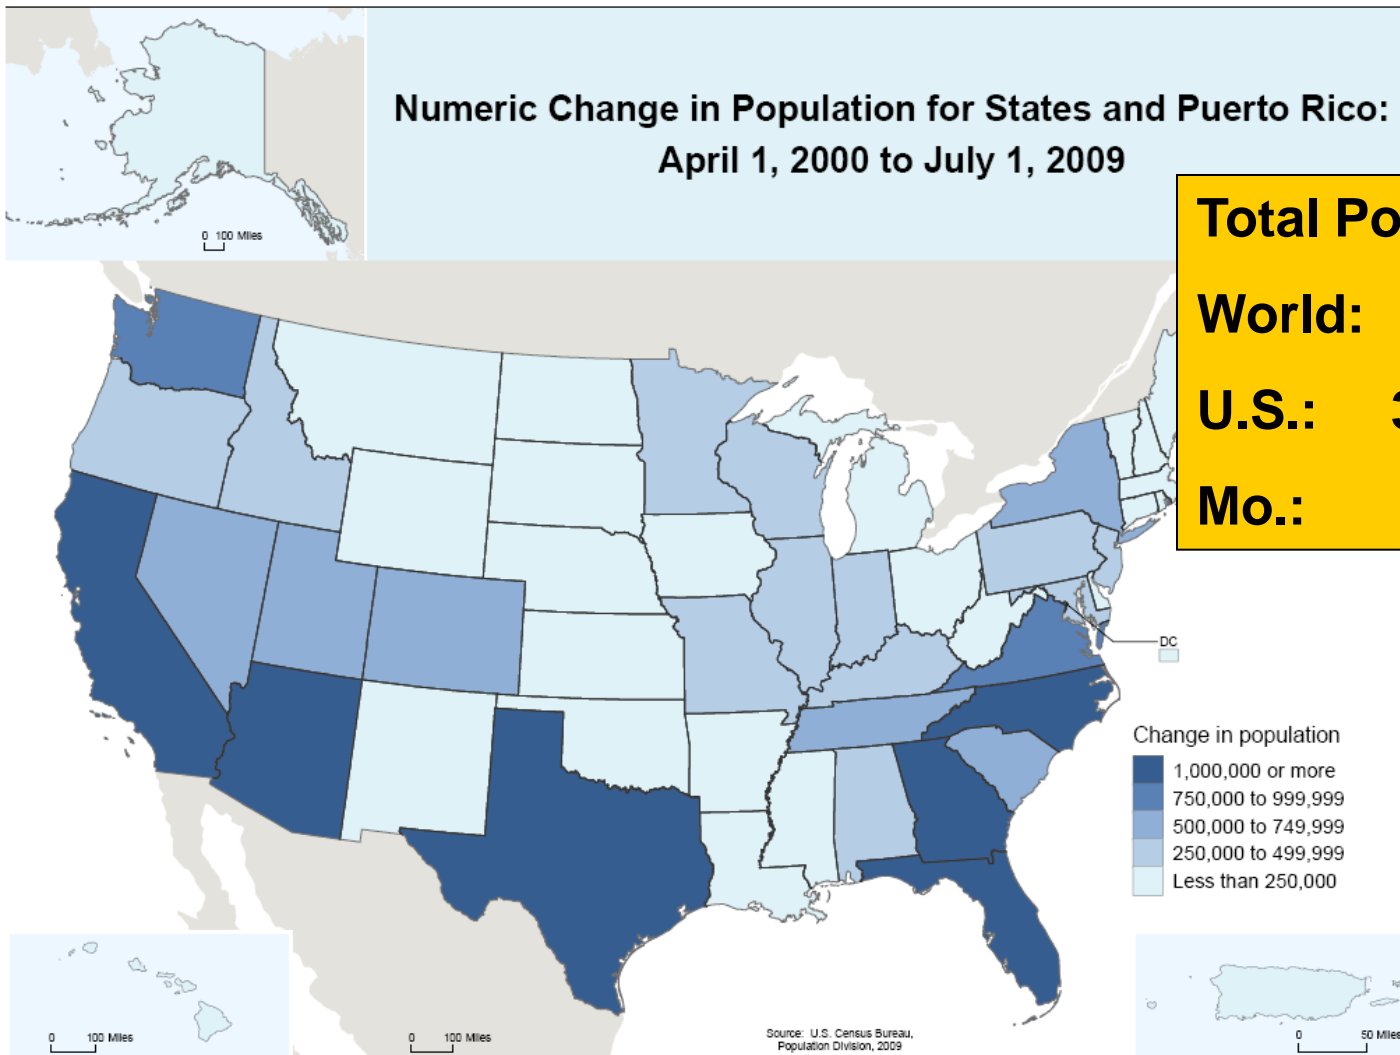 Numeric Change in Population for States and Puerto Rico:
April 1, 2000 to July 1, 2009
Total Po
World:
U.S.: 3
Mo.:
0 100 Miles
DC
Change in population
1,000,000 or more
750,000 to 999,999
500,000 to 749,999
250,000 to 499,999
Less than 250,000
0 100 Miles
0 100 Miles
Source: U.S. Census Bureau,
Population Division, 2009
0 50 Miles